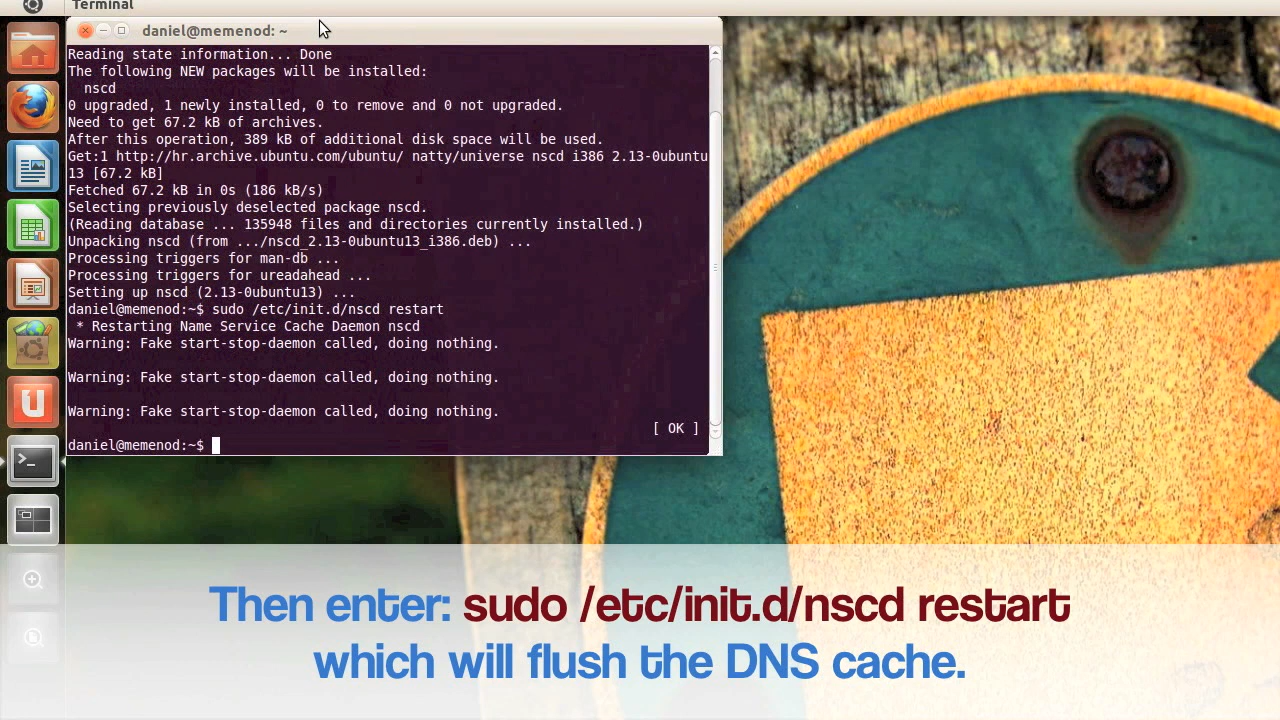 Terminal
daniel@memenod: ~
Reading state information... Done
The following NEW packages will be installed:
nscd
0 upgraded, 1 newly installed, 0 to remove and 0 not upgraded.
Need to get 67.2 kB of archives.
After this operation, 389 kB of additional disk space will be used.
Get:1 http://hr.archive.ubuntu.com/ubuntu/ natty/universe nscd i386 2.13-0ubuntu
13 [67.2 kB]
Fetched 67.2 kB in 0s (186 kB/s)
Selecting previously deselected package nscd.
(Reading database ... 135948 files and directories currently installed.)
Unpacking nscd (from .../nscd_2.13-0ubuntu13_i386.deb) ...
Processing triggers for man-db ...
Processing triggers for ureadahead ...
Setting up nscd (2.13-0ubuntu13) ...
daniel@memenod:~$ sudo /etc/init.d/nscd restart
* Restarting Name Service Cache Daemon nscd
Warning: Fake start-stop-daemon called, doing nothing.
Warning: Fake start-stop-daemon called, doing nothing.
Warning: Fake start-stop-daemon called, doing nothing.
[ OK ]
daniel@memenod:~$
Then enter: sudo /etc/init.d/nscd restart
which will flush the DNS cache.